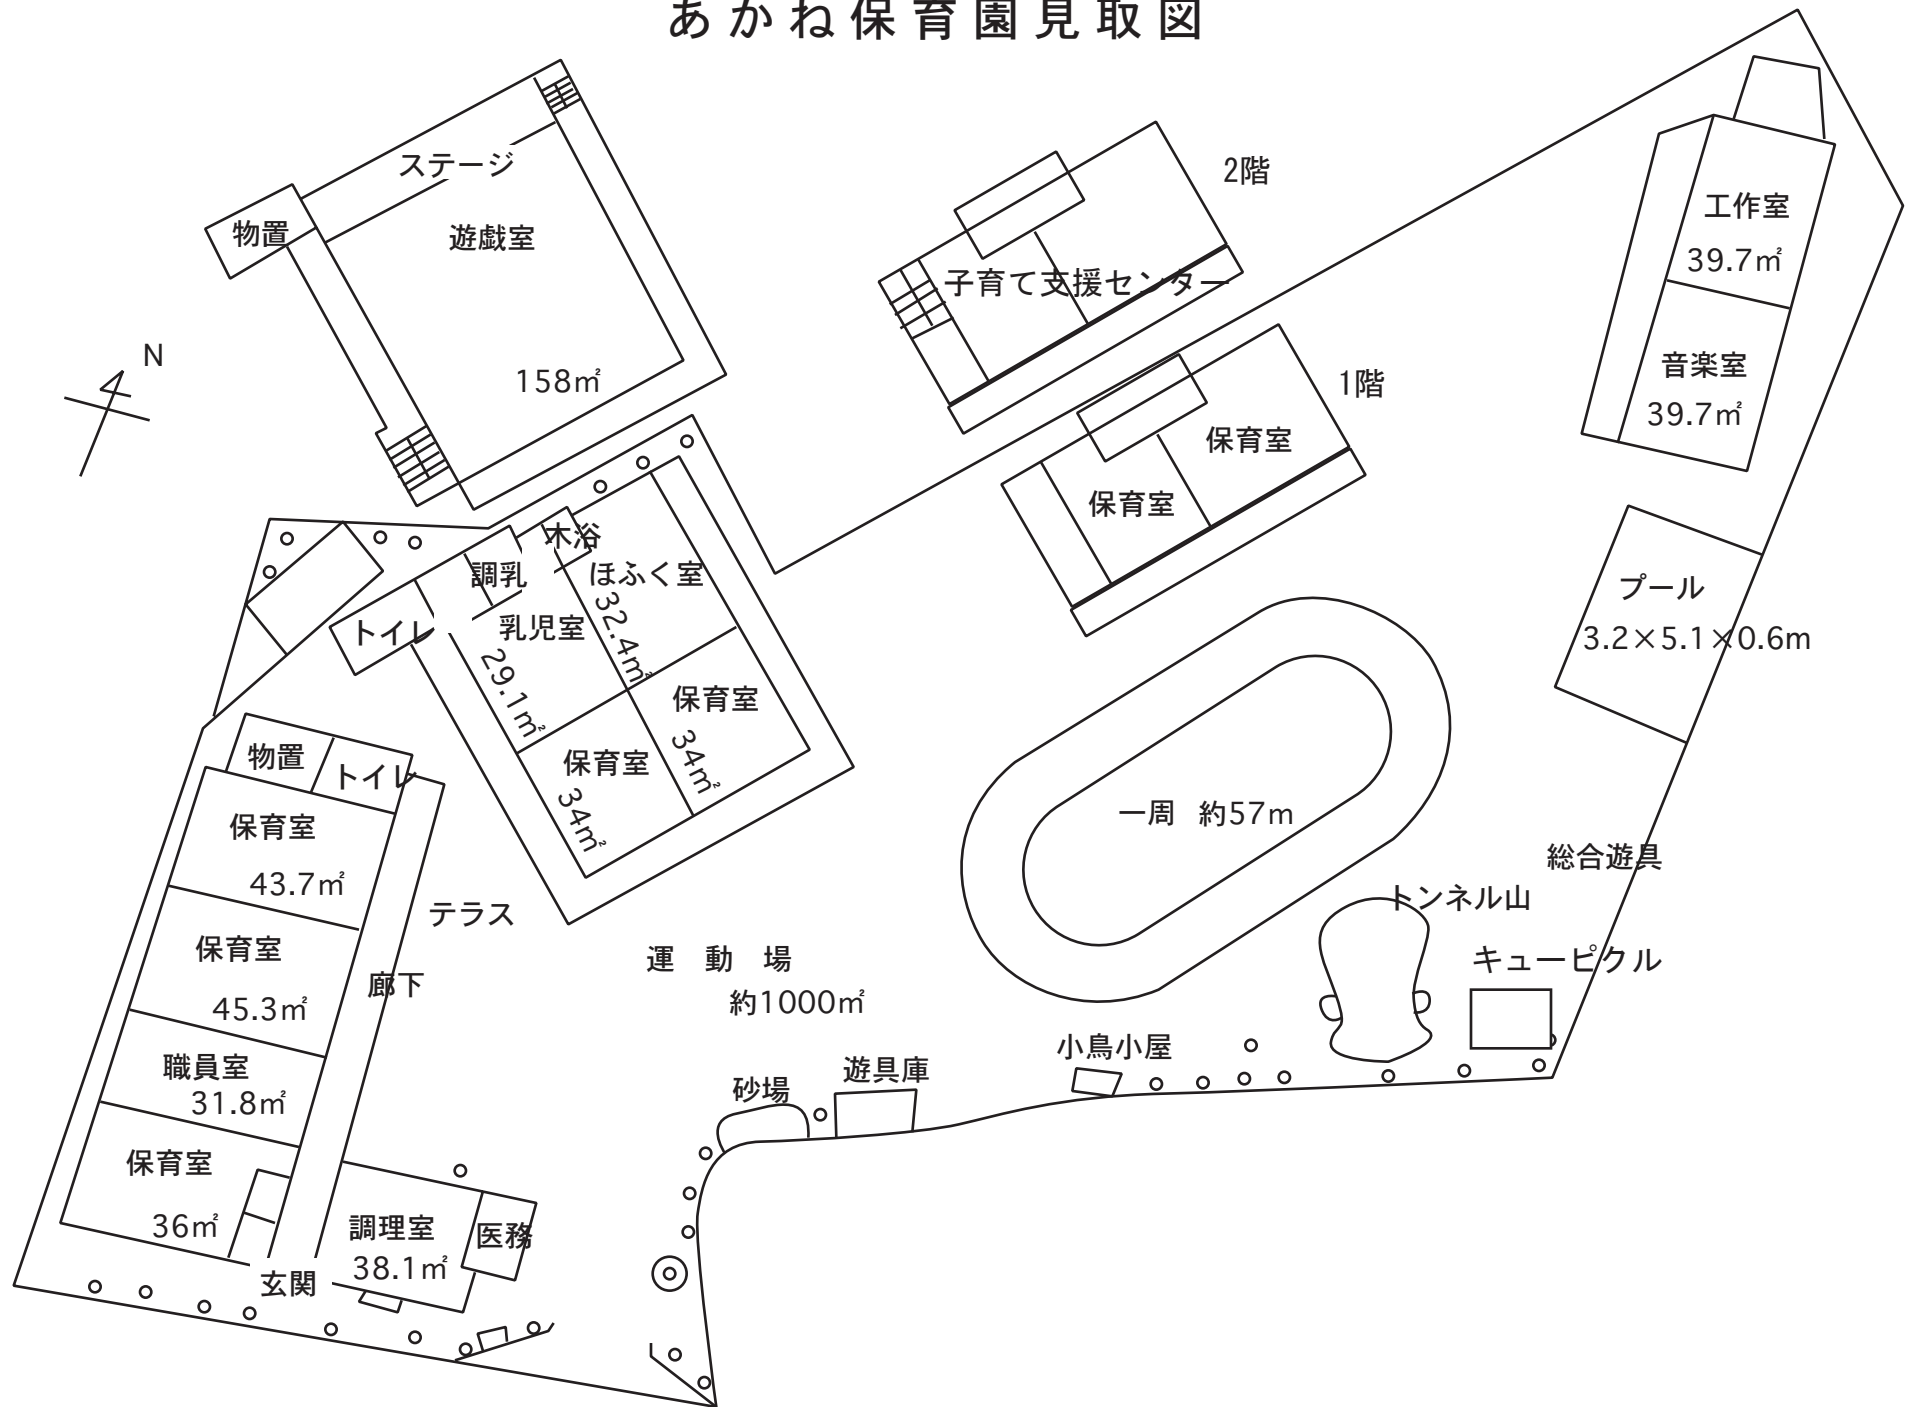 あかね保育園見取図
ステージ
物置
遊戯室
158㎡
N
2階
子育て支援センター
1階
保育室
保育室
工作室
39.7㎡
音楽室
39.7㎡
プール
3.2×5.1×0.6m
木浴
調乳
ほふく室
32.4㎡
トイレ
乳児室
29.1㎡
保育室
34㎡
保育室
34㎡
物置
トイレ
保育室
43.7㎡
保育室
45.3㎡
職員室
31.8㎡
保育室
36㎡
テラス
廊下
調理室
38.1㎡
医務
玄関
運動場
約1000㎡
一周 約57m
総合遊具
トンネル山
キュービクル
小鳥小屋
遊具庫
砂場